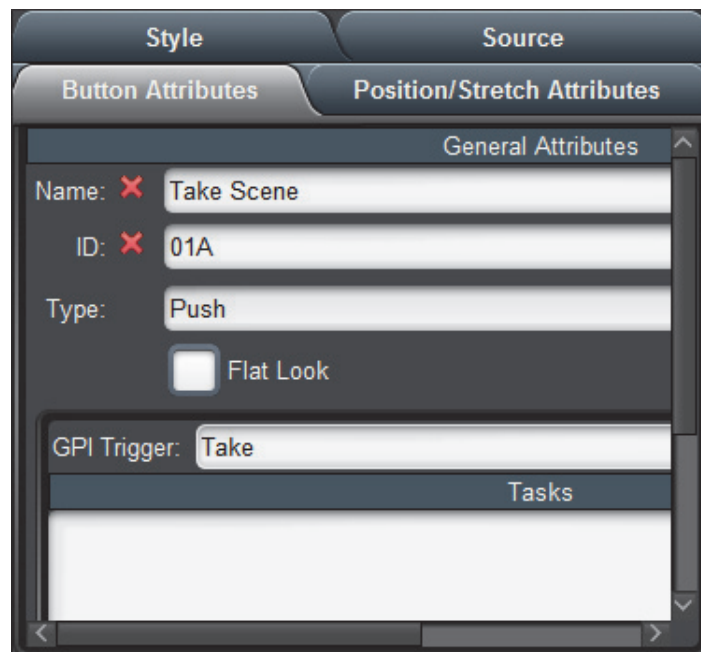 Style Source
Button Attributes Position/Stretch Attributes
General Attributes
Name: Take Scene
ID: 01A
Type: Push
Flat Look
GPI Trigger: Take
Tasks